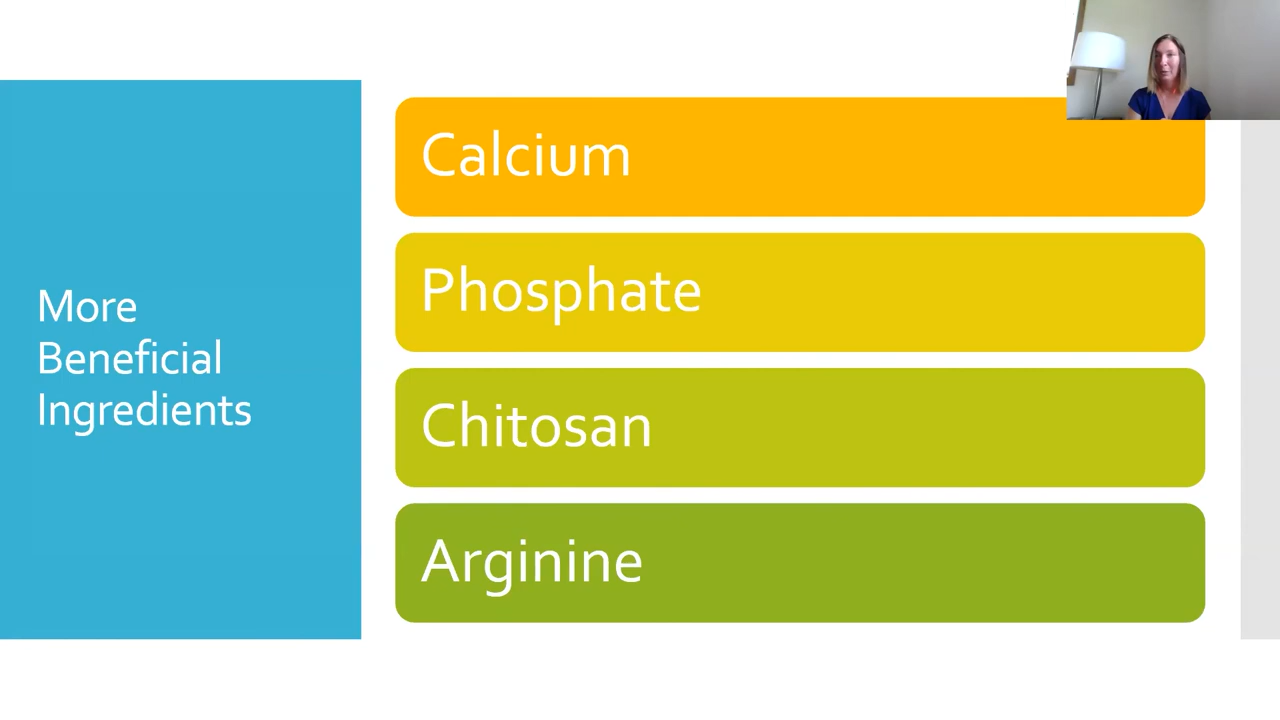 More
Beneficial
Ingredients
Calcium
Phosphate
Chitosan
Arginine